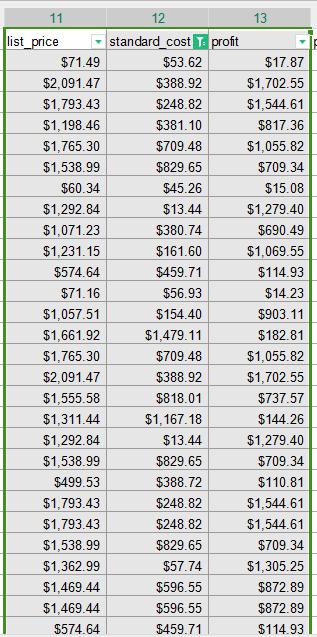 11 12 13
list_price standard_cost profit
$71.49 $53.62 $17.87
$2,091.47 $388.92 $1,702.55
$1,793.43 $248.82 $1,544.61
$1,198.46 $381.10 $817.36
$1,765.30 $709.48 $1,055.82
$1,538.99 $829.65 $709.34
$60.34 $45.26 $15.08
$1,292.84 $13.44 $1,279.40
$1,071.23 $380.74 $690.49
$1,231.15 $161.60 $1,069.55
$574.64 $459.71 $114.93
$71.16 $56.93 $14.23
$1,057.51 $154.40 $903.11
$1,661.92 $1,479.11 $182.81
$1,765.30 $709.48 $1,055.82
$2,091.47 $388.92 $1,702.55
$1,555.58 $818.01 $737.57
$1,311.44 $1,167.18 $144.26
$1,292.84 $13.44 $1,279.40
$1,538.99 $829.65 $709.34
$499.53 $388.72 $110.81
$1,793.43 $248.82 $1,544.61
$1,793.43 $248.82 $1,544.61
$1,538.99 $829.65 $709.34
$1,362.99 $57.74 $1,305.25
$1,469.44 $596.55 $872.89
$1,469.44 $596.55 $872.89
$574.64 $459.71 $114.93